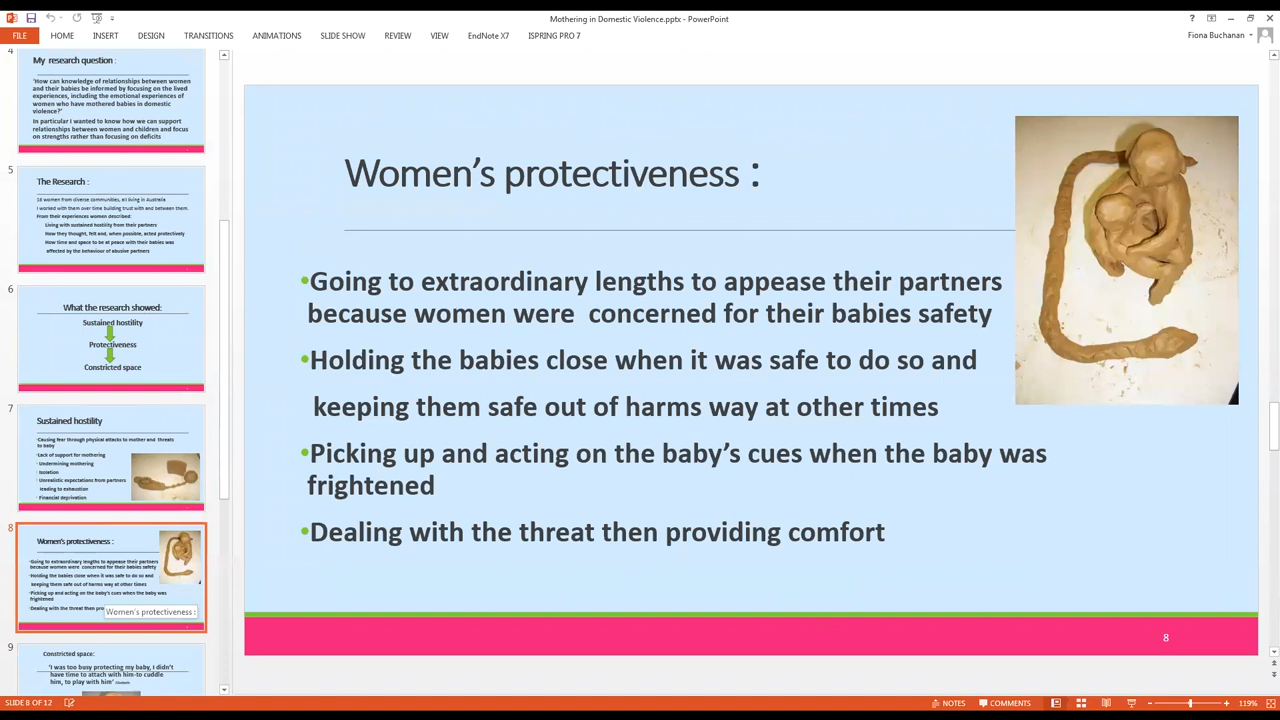 Mothering in Domestic Violence.pptx - PowerPoint
?
FILE
HOME
INSERT
DESIGN
TRANSITIONS
ANIMATIONS
SLIDE SHOW
REVIEW
VIEW
EndNote X7
ISPRING PRO 7
Fiona Buchanan
4
My research question :
'How can knowledge of relationships between women
and their babies be informed by focusing on the lived
experiences, including the emotional experiences of
women who have mothered babies in domestic
violence?'
In particular I wanted to know how we can support
relationships between women and children and focus
on strengths rather than focusing on deficits
5
The Research :
16 women from diverse communities, all living in Australia
I worked with them over time building trust with and between them.
From their experiences women described:
Living with sustained hostility from their partners
How they thought, felt and, when possible, acted protectively
How time and space to be at peace with their babies was
affected by the behaviour of abusive partners
6
What the research showed:
Sustained hostility
Protectiveness
Constricted space
7
Sustained hostility
•Causing fear through physical attacks to mother and threats
to baby
•Lack of support for mothering
•Undermining mothering
•Isolation
•Unrealistic expectations from partners
leading to exhaustion
•Financial deprivation
8
Women's protectiveness :
•Going to extraordinary lengths to appease their partners
because women were concerned for their babies safety
•Holding the babies close when it was safe to do so and
keeping them safe out of harms way at other times
•Picking up and acting on the baby's cues when the baby was
frightened
•Dealing with the threat then pro
Women's protectiveness :
9
Constricted space:
'I was too busy protecting my baby, I didn't
have time to attach with him-to cuddle
him, to play with him'
Women's protectiveness :
•Going to extraordinary lengths to appease their partners
because women were concerned for their babies safety
•Holding the babies close when it was safe to do so and
keeping them safe out of harms way at other times
•Picking up and acting on the baby's cues when the baby was
frightened
•Dealing with the threat then providing comfort
8
SLIDE 8 OF 12
NOTES
COMMENTS
119%